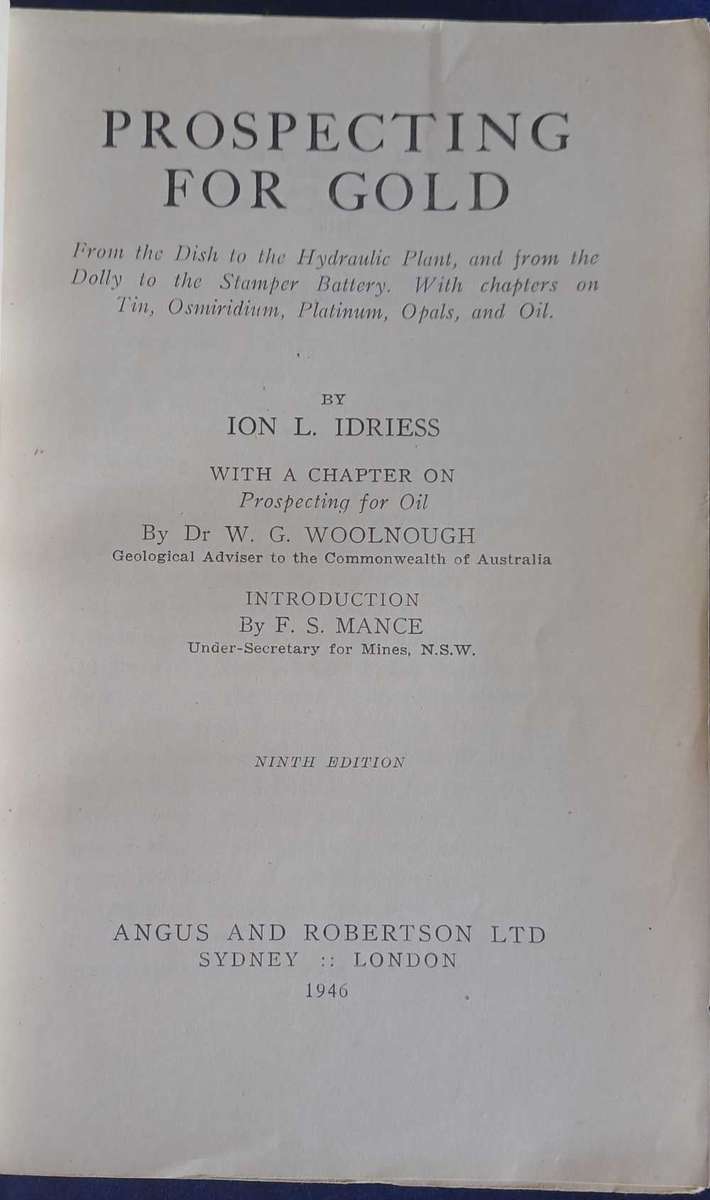 PROSPECTING
FOR GOLD
From the Dish to the Hydraulic Plant, and from the
Dolly to the Stamper Battery. With chapters on
Tin, Osmiridium, Platinum, Opals, and Oil.
BY
ION L. IDRIESS
WITH A CHAPTER ON
Prospecting for Oil
By Dr W. G. WOOLNOUGH
Geological Adviser to the Commonwealth of Australia
INTRODUCTION
By F. S. MANCE
Under-Secretary for Mines, N.S.W.
NINTH EDITION
ANGUS AND ROBERTSON LTD
SYDNEY :: LONDON
1946